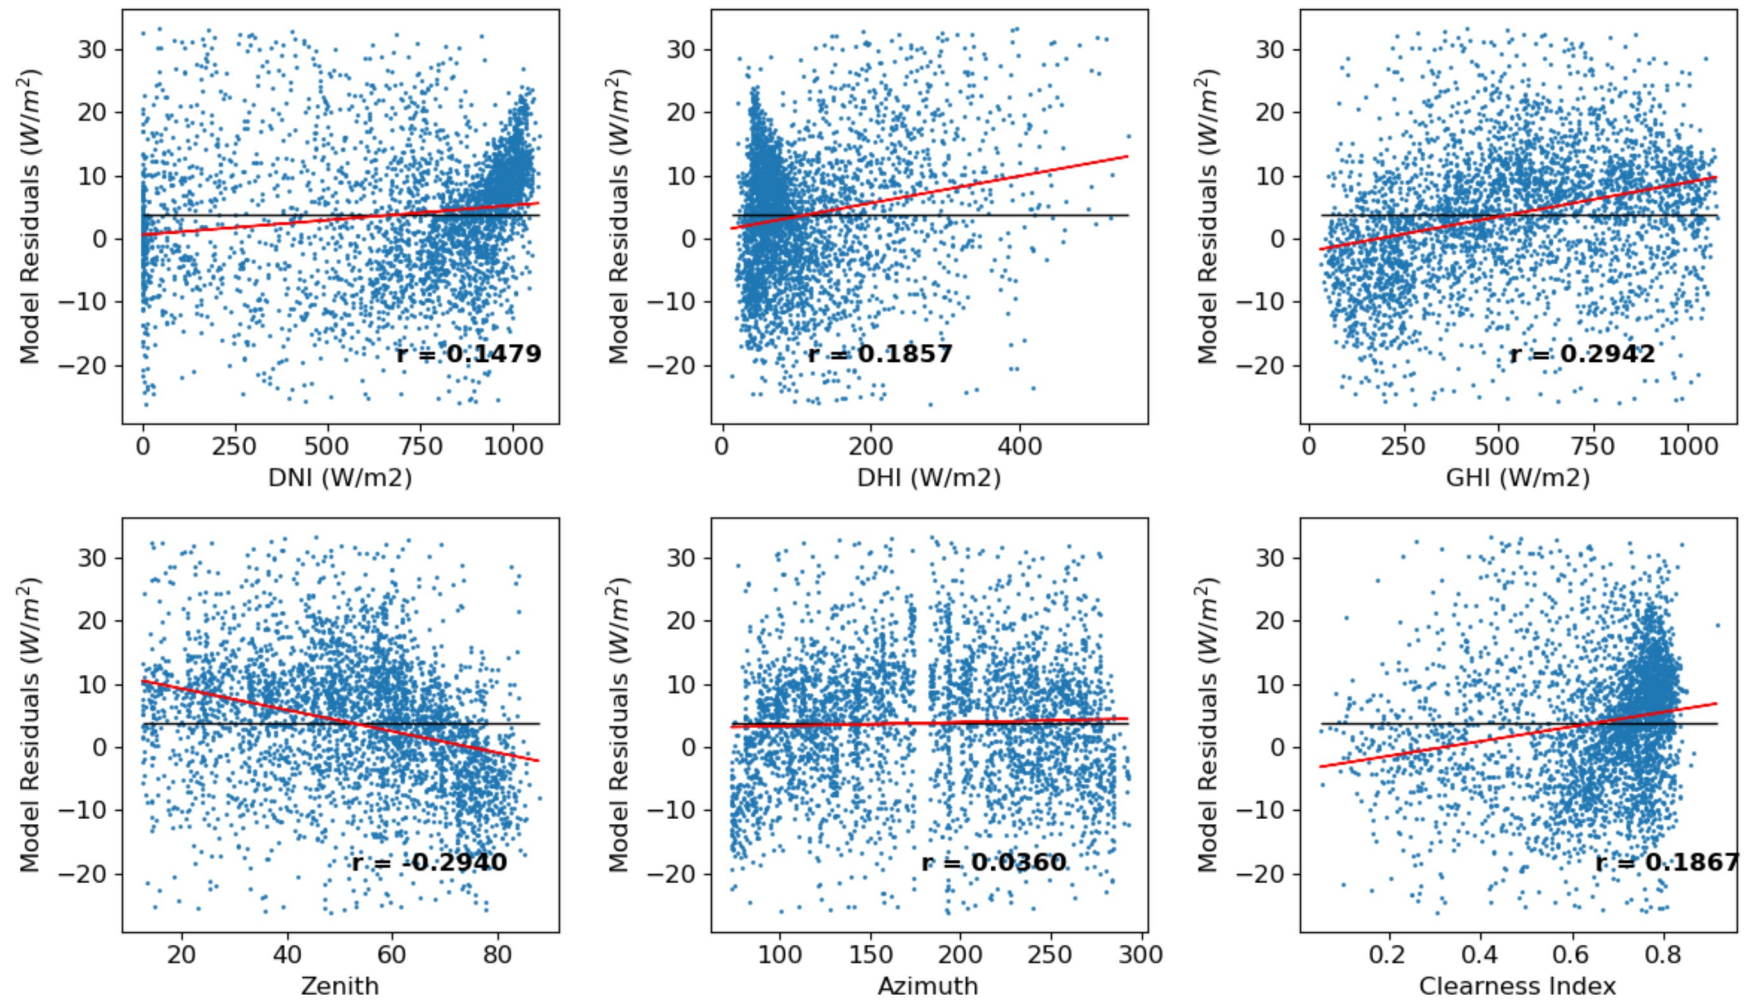 30
20
10
0
−10
−20
Model Residuals (W/m²)
r = 0.1479
0 250 500 750 1000
DNI (W/m2)
30
20
10
0
−10
−20
Model Residuals (W/m²)
r = 0.1857
0 200 400
DHI (W/m2)
30
20
10
0
−10
−20
Model Residuals (W/m²)
r = 0.2942
0 250 500 750 1000
GHI (W/m2)
30
20
10
0
−10
−20
Model Residuals (W/m²)
r = -0.2940
20 40 60 80
Zenith
30
20
10
0
−10
−20
Model Residuals (W/m²)
r = 0.0360
100 150 200 250 300
Azimuth
30
20
10
0
−10
−20
Model Residuals (W/m²)
r = 0.1867
0.2 0.4 0.6 0.8
Clearness Index